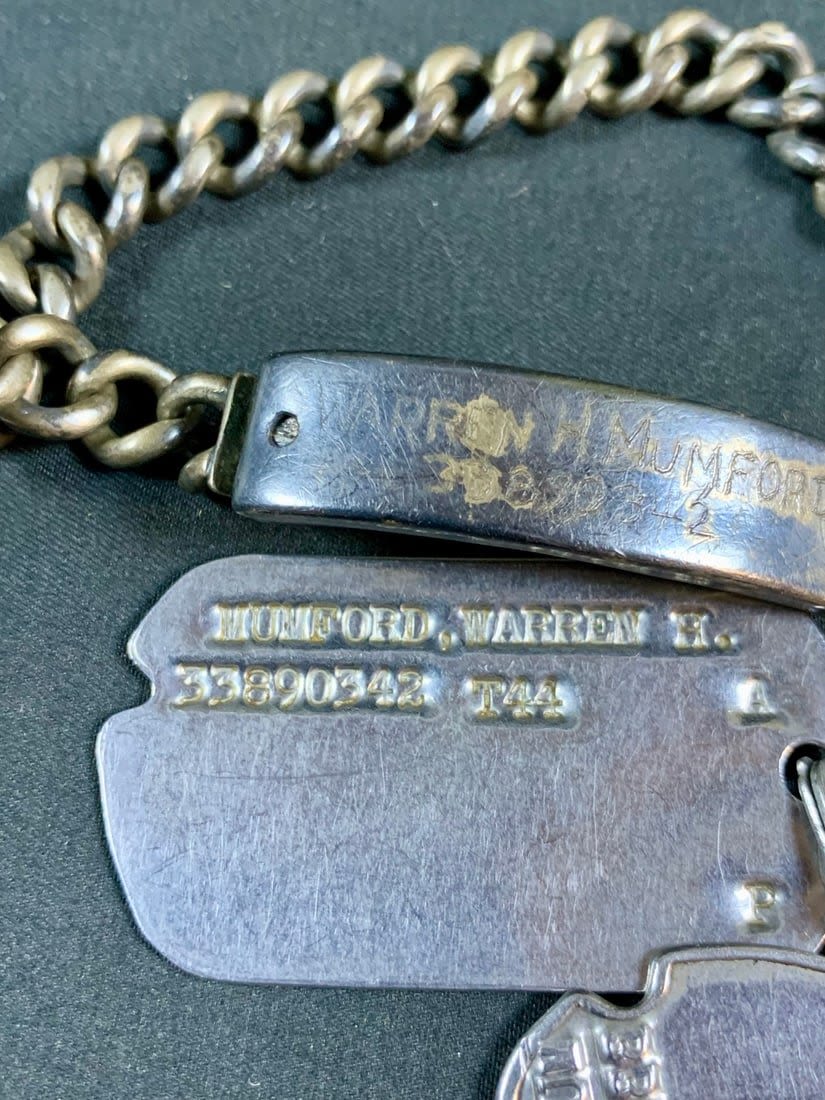 WARREN H MUMFORD
MUMFORD, WARREN H.
33890342 T44 A
P